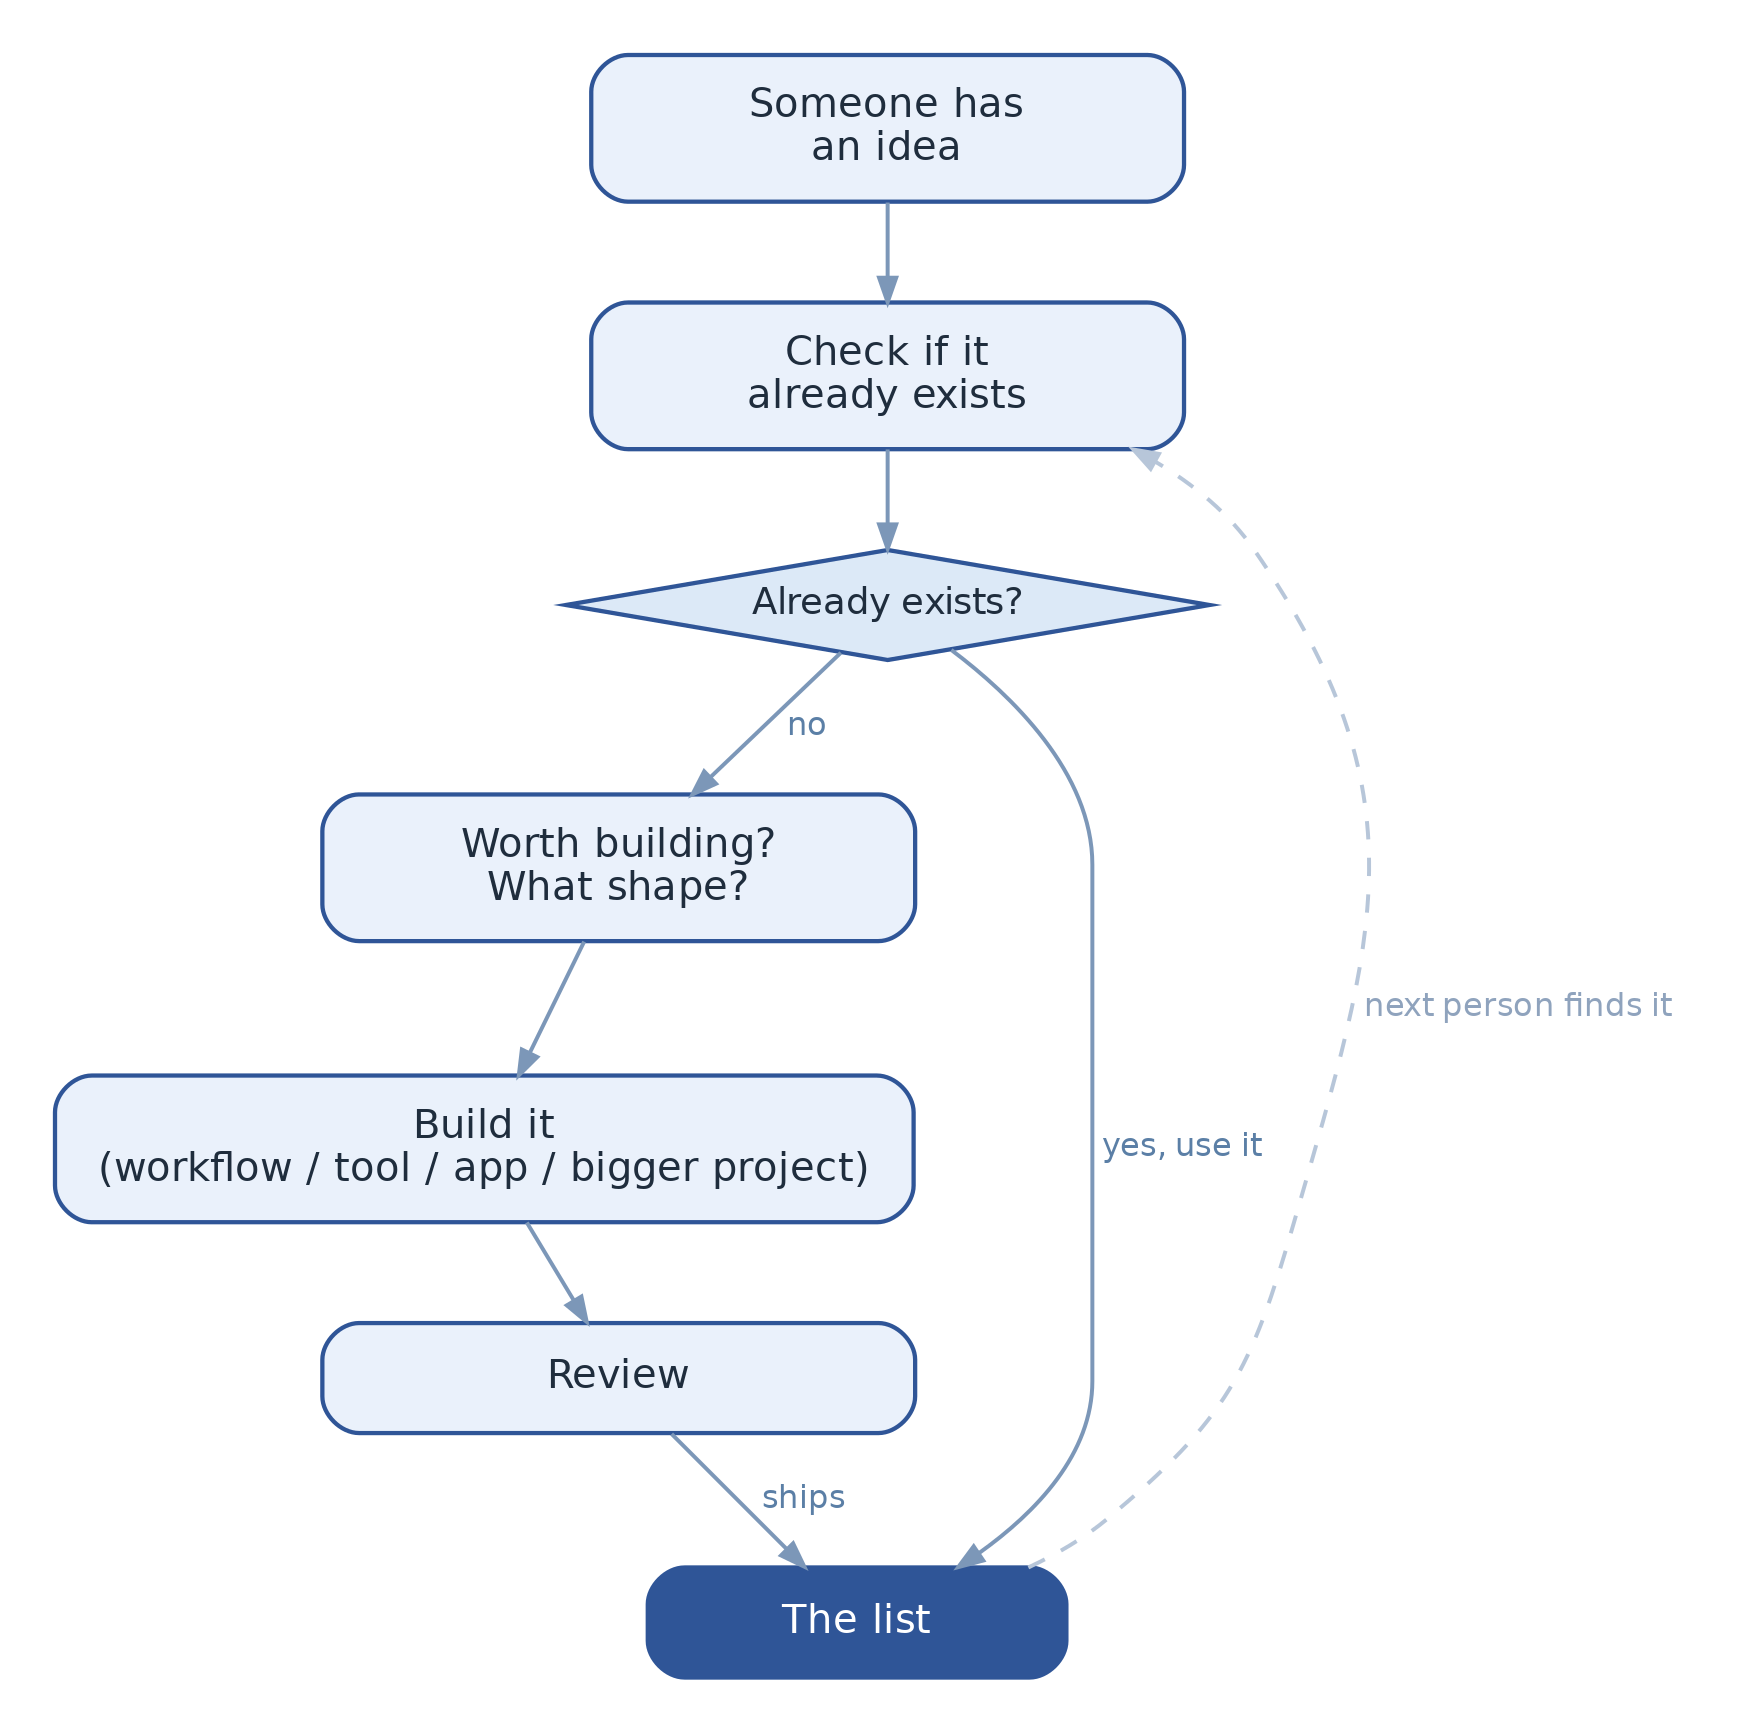 Someone has
an idea
Check if it
already exists
Already exists?
no
Worth building?
What shape?
next person finds it
Build it
(workflow / tool / app / bigger project)
yes, use it
Review
ships
The list